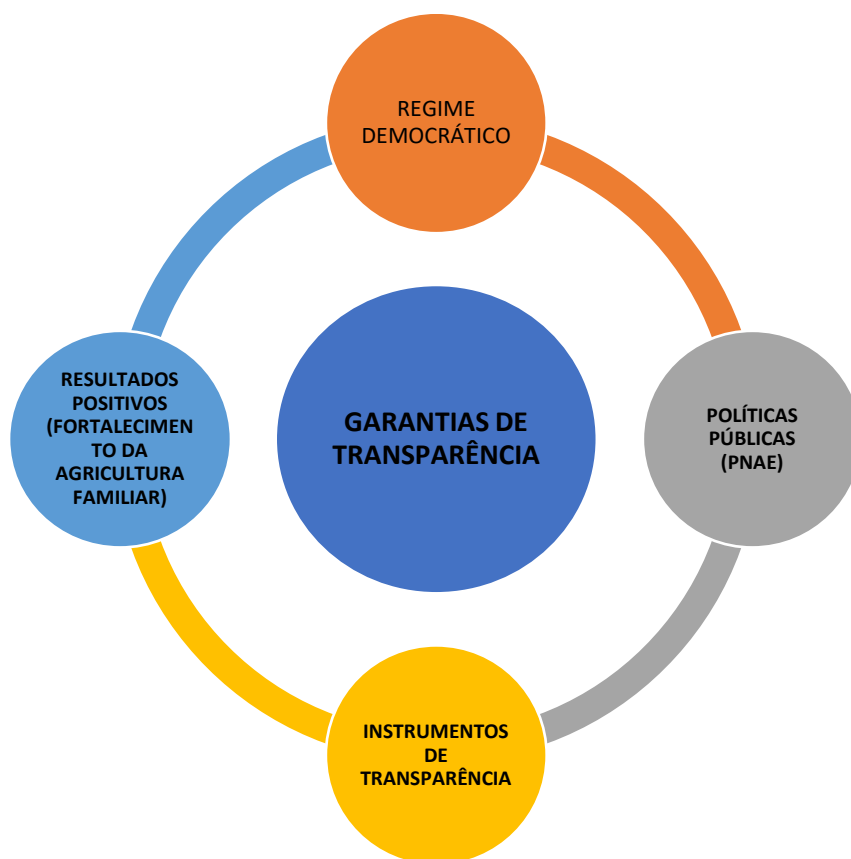 REGIME
DEMOCRÁTICO
RESULTADOS
POSITIVOS
(FORTALECIMEN
TO DA
AGRICULTURA
FAMILIAR)
GARANTIAS DE
TRANSPARÊNCIA
POLÍTICAS
PÚBLICAS
(PNAE)
INSTRUMENTOS
DE
TRANSPARÊNCIA